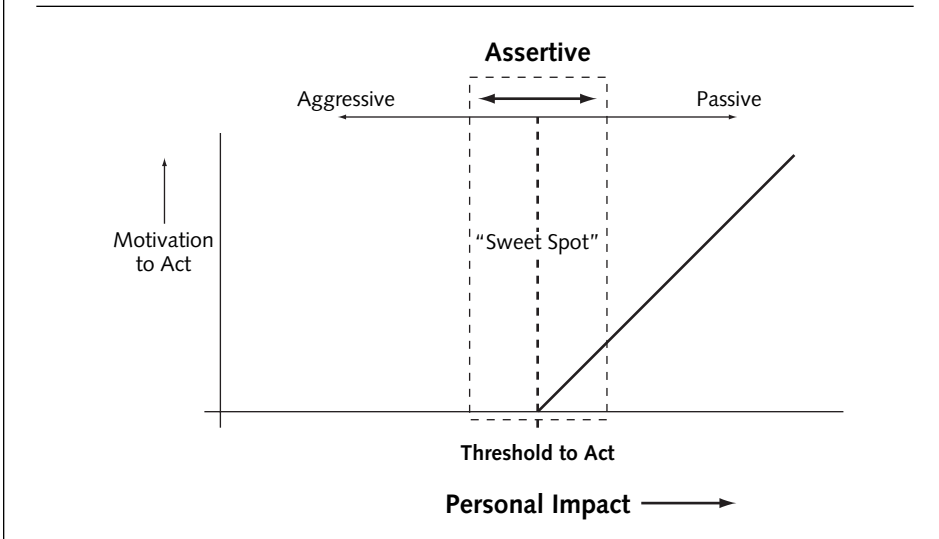 Assertive
Aggressive
Passive
Motivation
to Act
“Sweet Spot”
Threshold to Act
Personal Impact